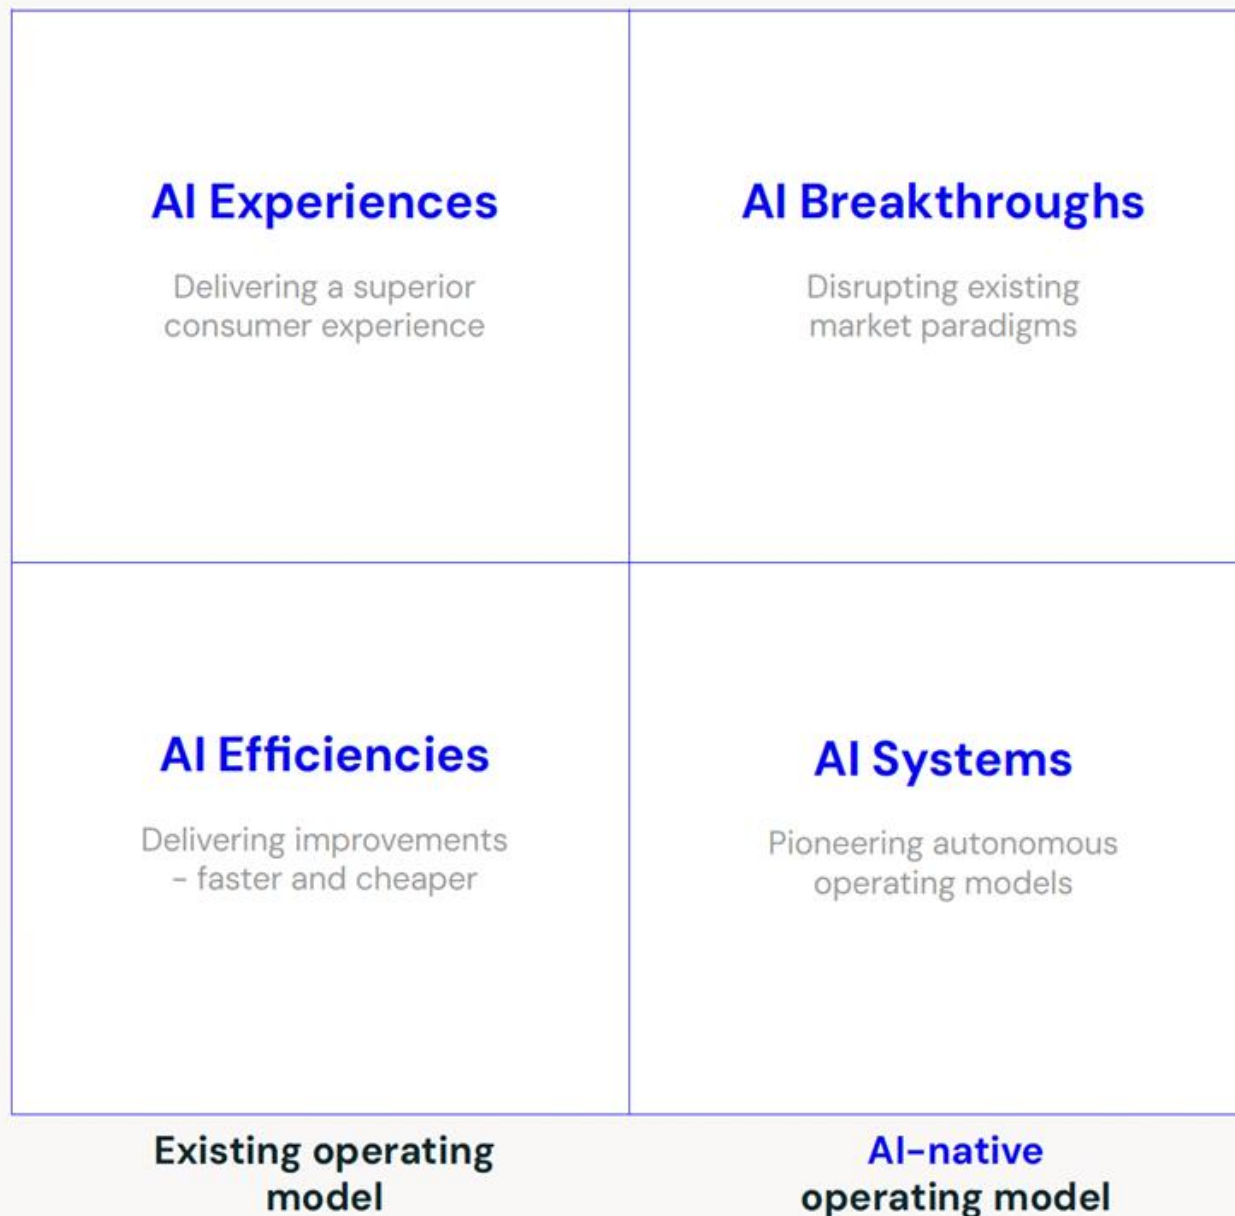 AI Experiences
Delivering a superior
consumer experience
AI Breakthroughs
Disrupting existing
market paradigms
AI Efficiencies
Delivering improvements
– faster and cheaper
AI Systems
Pioneering autonomous
operating models
Existing operating
model
AI-native
operating model